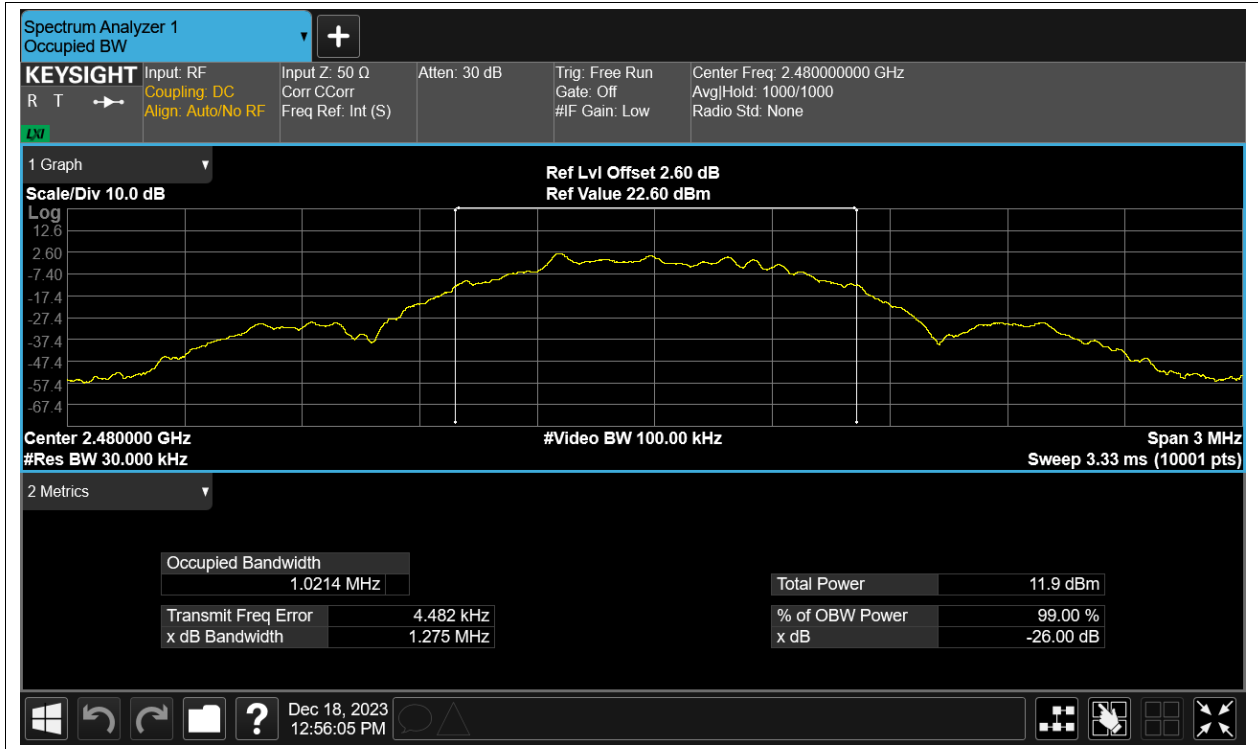 Spectrum Analyzer 1
Occupied BW
KEYSIGHT
R T
LXI
Input: RF
Coupling: DC
Align: Auto/No RF
Input Z: 50 Ω
Corr CCorr
Freq Ref: Int (S)
Atten: 30 dB
Trig: Free Run
Gate: Off
#IF Gain: Low
Center Freq: 2.480000000 GHz
Avg|Hold: 1000/1000
Radio Std: None
1 Graph
Scale/Div 10.0 dB
Ref Lvl Offset 2.60 dB
Ref Value 22.60 dBm
Log
12.6
2.60
-7.40
-17.4
-27.4
-37.4
-47.4
-57.4
-67.4
Center 2.480000 GHz
#Res BW 30.000 kHz
#Video BW 100.00 kHz
Span 3 MHz
Sweep 3.33 ms (10001 pts)
2 Metrics
Occupied Bandwidth
1.0214 MHz
Transmit Freq Error 4.482 kHz
x dB Bandwidth 1.275 MHz
Total Power 11.9 dBm
% of OBW Power 99.00 %
x dB -26.00 dB
?
Dec 18, 2023
12:56:05 PM